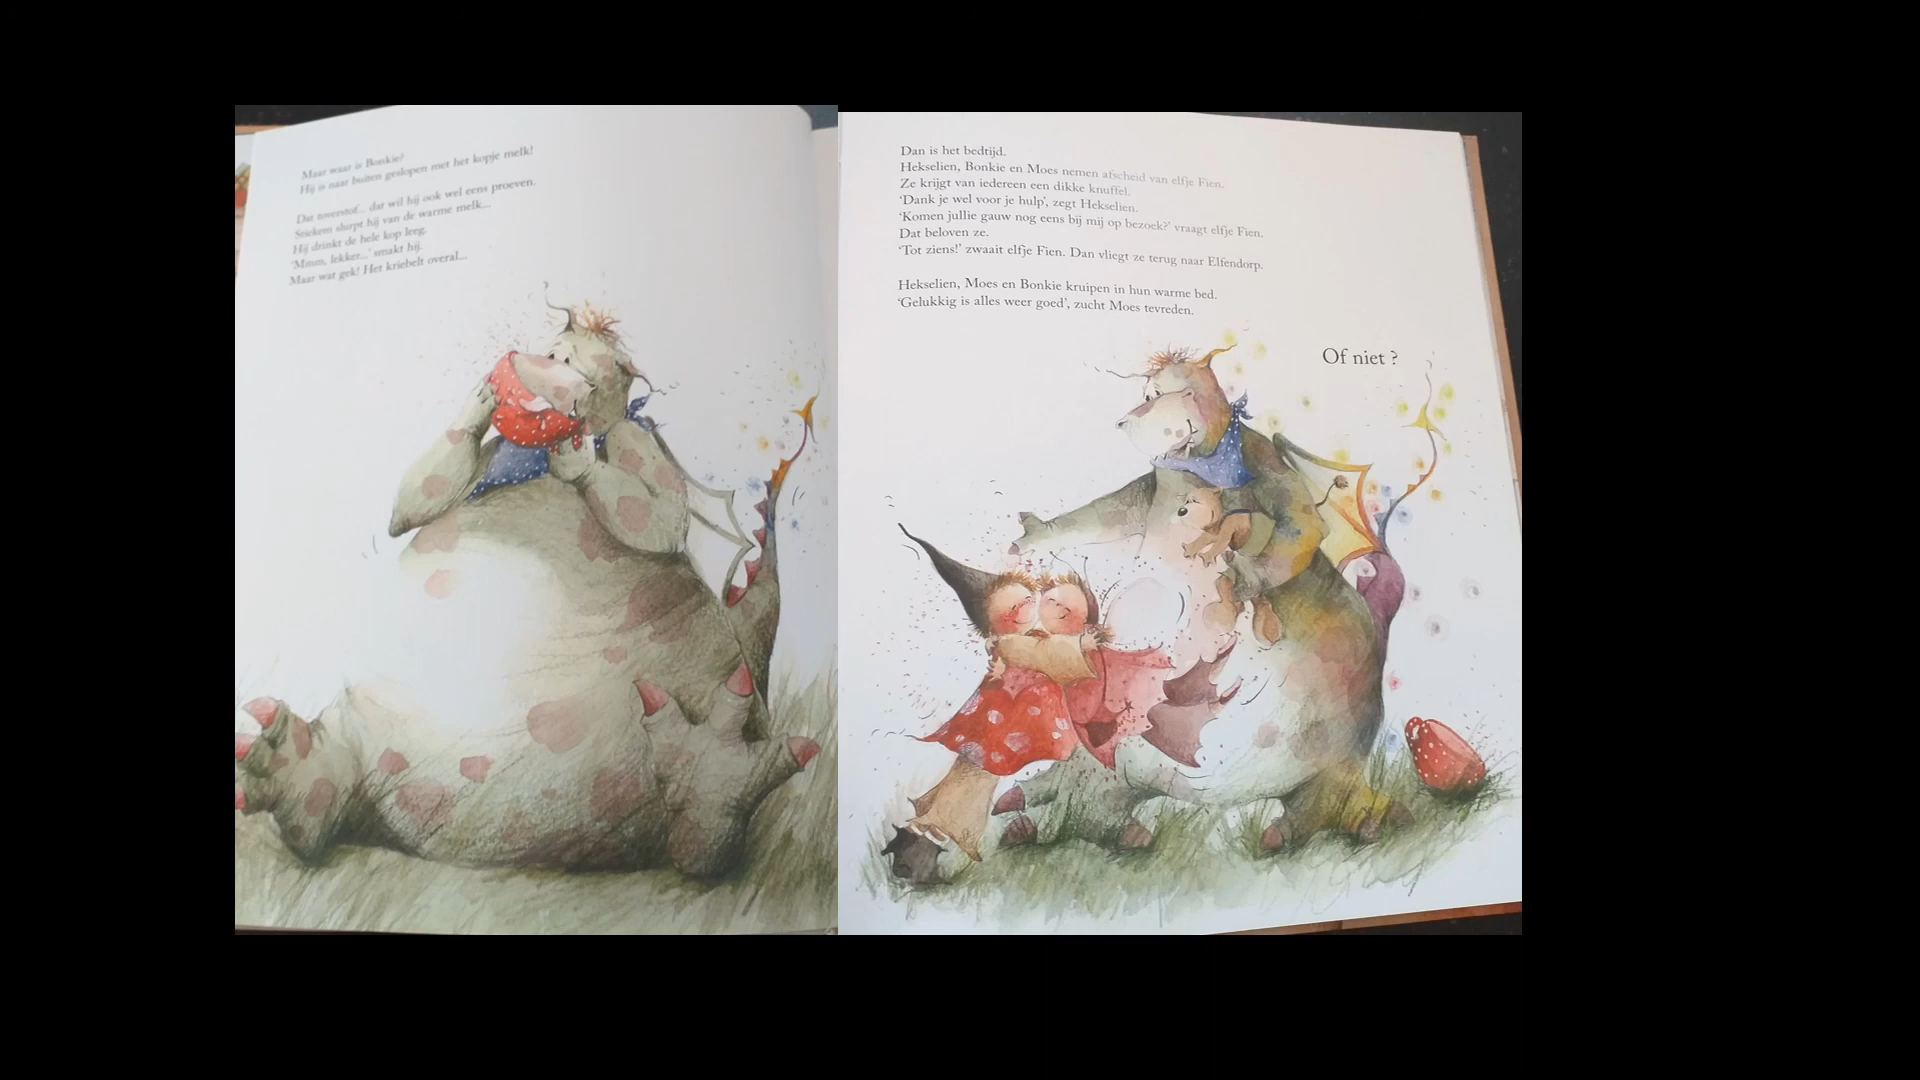 Maar waar is Bonkie?
Hij is naar buiten geslopen met het kopje melk!
Dat toverstof... dat wil hij ook wel eens proeven.
Stiekem slurpt hij van de warme melk...
Hij drinkt de hele kop leeg.
‘Mmm, lekker...’ smakt hij.
Maar wat gek! Het kriebelt overal...
Dan is het bedtijd.
Hekselien, Bonkie en Moes nemen afscheid van elfje Fien.
Ze krijgt van iedereen een dikke knuffel.
‘Dank je wel voor je hulp’, zegt Hekselien.
‘Komen jullie gauw nog eens bij mij op bezoek?’ vraagt elfje Fien.
Dat beloven ze.
‘Tot ziens!’ zwaait elfje Fien. Dan vliegt ze terug naar Elfendorp.
Hekselien, Moes en Bonkie kruipen in hun warme bed.
‘Gelukkig is alles weer goed’, zucht Moes tevreden.
Of niet ?